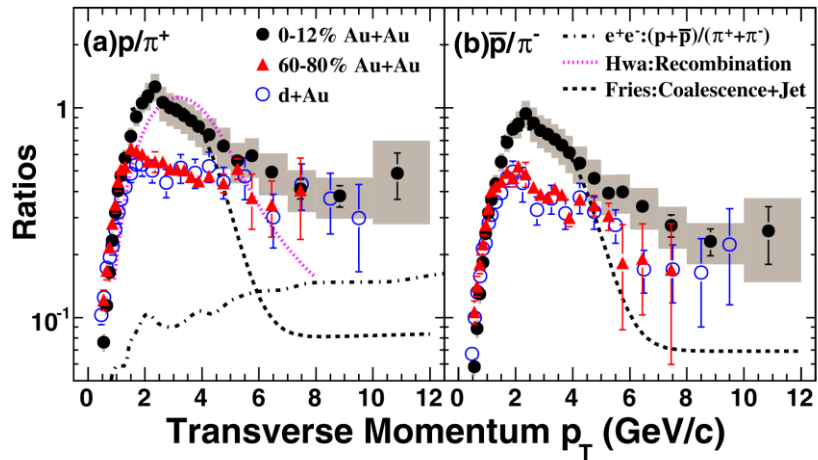 (a)p/π⁺
0-12% Au+Au
60-80% Au+Au
d+Au
(b)p̅/π⁻
e⁺e⁻:(p+p̅)/(π⁺+π⁻)
Hwa:Recombination
Fries:Coalescence+Jet
Ratios
1
10⁻¹
0 2 4 6 8 10 12
0 2 4 6 8 10 12
Transverse Momentum p_T (GeV/c)